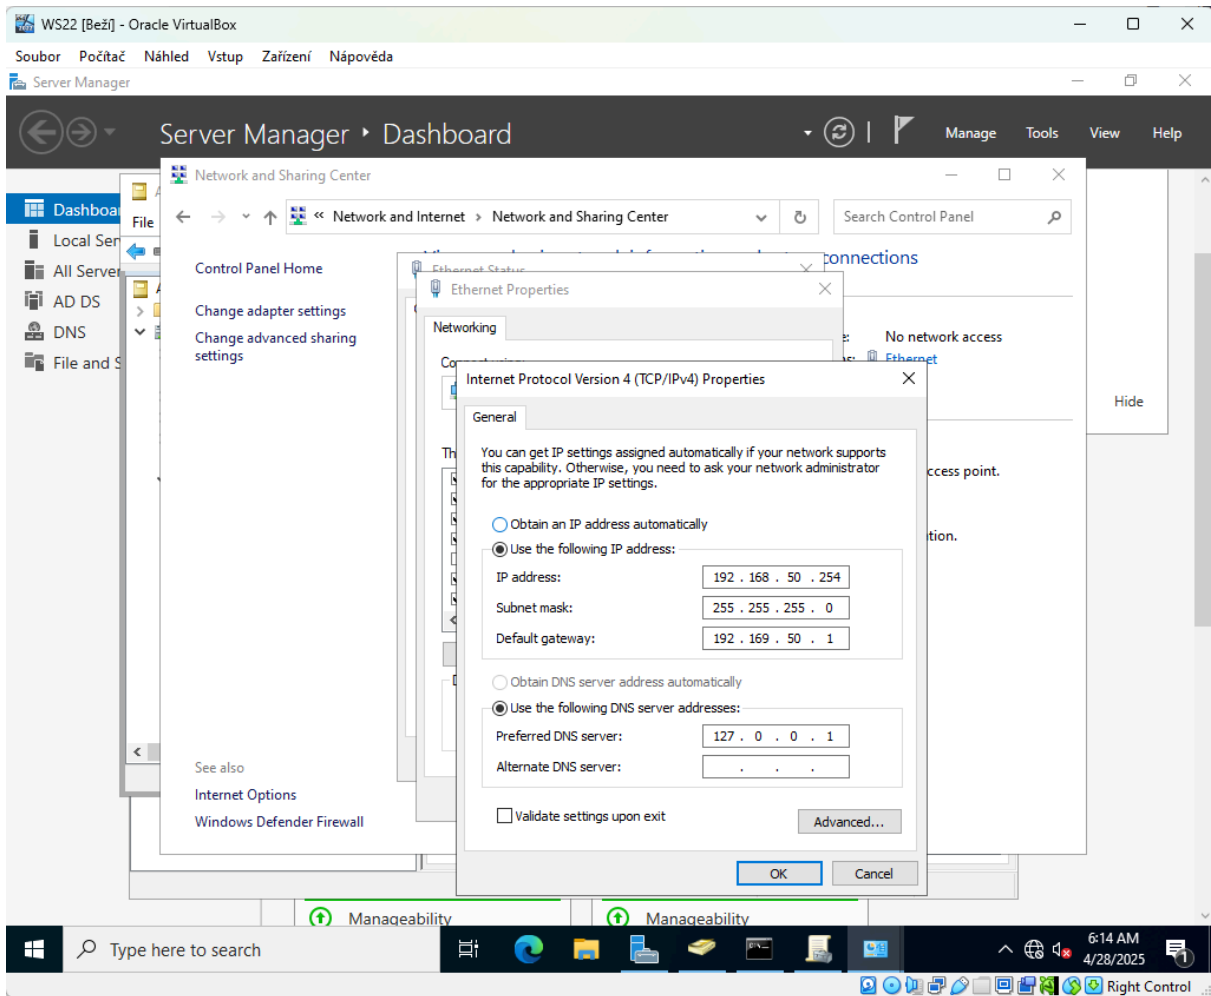 WS22 [Beží] - Oracle VirtualBox
Soubor Počítač Náhled Vstup Zařízení Nápověda
Server Manager
Server Manager Dashboard
Manage Tools View Help
Network and Sharing Center
Dashboa
File
« Network and Internet › Network and Sharing Center
Search Control Panel
Local Ser
All Server
AD DS
DNS
File and S
Control Panel Home
Change adapter settings
Change advanced sharing
settings
connections
Ethernet Status
Ethernet Properties
Networking
No network access
Ethernet
Hide
Internet Protocol Version 4 (TCP/IPv4) Properties
General
Th
You can get IP settings assigned automatically if your network supports
this capability. Otherwise, you need to ask your network administrator
for the appropriate IP settings.
ccess point.
Obtain an IP address automatically
Use the following IP address:
tion.
IP address: 192 . 168 . 50 . 254
Subnet mask: 255 . 255 . 255 . 0
Default gateway: 192 . 169 . 50 . 1
Obtain DNS server address automatically
Use the following DNS server addresses:
Preferred DNS server: 127 . 0 . 0 . 1
Alternate DNS server: . . .
Validate settings upon exit
Advanced...
OK Cancel
See also
Internet Options
Windows Defender Firewall
Manageability
Manageability
Type here to search
6:14 AM
4/28/2025
1
Right Control